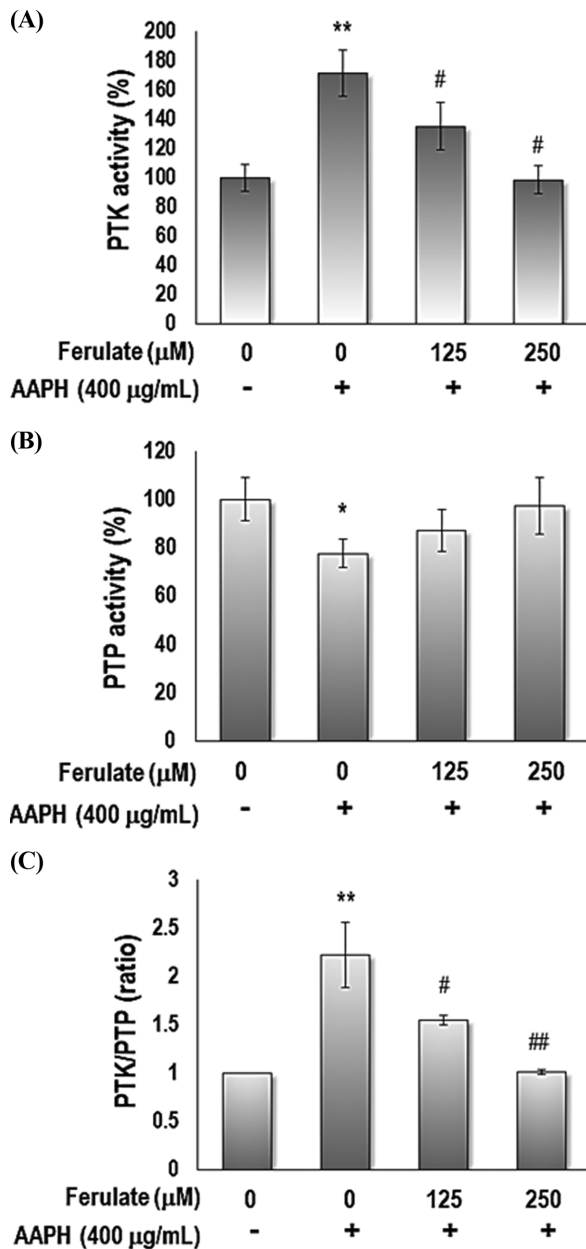 (A)
PTK activity (%)
200
180
160
140
120
100
80
60
40
20
0
**
#
#
Ferulate (μM) 0 0 125 250
AAPH (400 μg/mL) - + + +
(B)
PTP activity (%)
120
100
80
60
40
20
0
*
Ferulate (μM) 0 0 125 250
AAPH (400 μg/mL) - + + +
(C)
PTK/PTP (ratio)
3
2.5
2
1.5
1
0.5
0
**
#
##
Ferulate (μM) 0 0 125 250
AAPH (400 μg/mL) - + + +